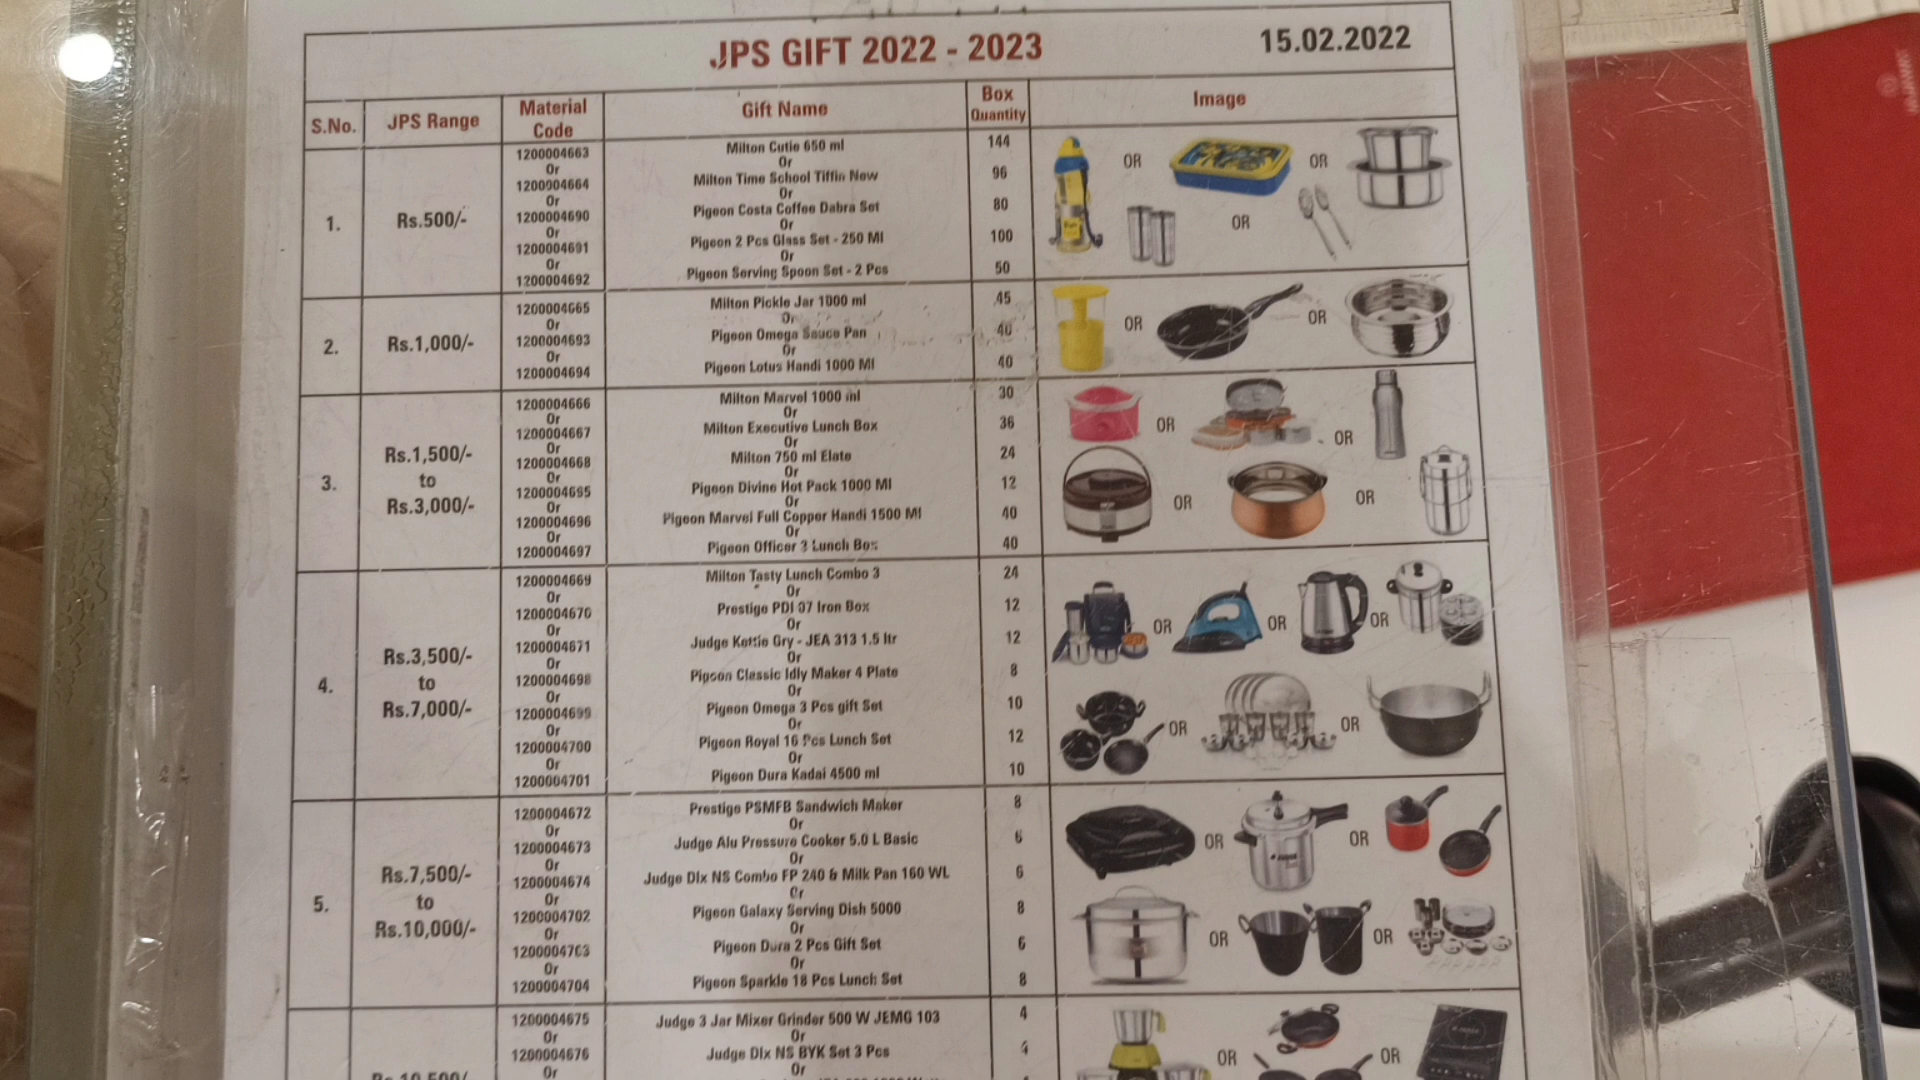 JPS GIFT 2022 - 2023
15.02.2022
S.No.
JPS Range
Material Code
Gift Name
Box Quantity
Image
1.
Rs.500/-
1200004663
Or
1200004664
Or
1200004690
Or
1200004691
Or
1200004692
Milton Cutie 650 ml
Or
Milton Time School Tiffin New
Or
Pigeon Costa Coffee Dabra Set
Or
Pigeon 2 Pcs Glass Set - 250 Ml
Or
Pigeon Serving Spoon Set - 2 Pcs
144
96
80
100
50
OR
OR
OR
2.
Rs.1,000/-
1200004665
Or
1200004693
Or
1200004694
Milton Pickle Jar 1000 ml
Or
Pigeon Omega Sauce Pan
Or
Pigeon Lotus Handi 1000 Ml
45
40
40
OR
OR
3.
Rs.1,500/-
to
Rs.3,000/-
1200004666
Or
1200004667
Or
1200004668
Or
1200004695
Or
1200004696
Or
1200004697
Milton Marvel 1000 ml
Or
Milton Executive Lunch Box
Or
Milton 750 ml Elate
Or
Pigeon Divine Hot Pack 1000 Ml
Or
Pigeon Marvel Full Copper Handi 1500 Ml
Or
Pigeon Officer 3 Lunch Box
30
36
24
12
40
40
OR
OR
OR
OR
4.
Rs.3,500/-
to
Rs.7,000/-
1200004669
Or
1200004670
Or
1200004671
Or
1200004698
Or
1200004699
Or
1200004700
Or
1200004701
Milton Tasty Lunch Combo 3
Or
Prestige PDI 07 Iron Box
Or
Judge Kettle Gry - JEA 313 1.5 ltr
Or
Pigeon Classic Idly Maker 4 Plate
Or
Pigeon Omega 3 Pcs gift Set
Or
Pigeon Royal 16 Pcs Lunch Set
Or
Pigeon Dura Kadai 4500 ml
24
12
12
8
10
12
10
OR
OR
OR
OR
OR
5.
Rs.7,500/-
to
Rs.10,000/-
1200004672
Or
1200004673
Or
1200004674
Or
1200004702
Or
1200004703
Or
1200004704
Prestige PSMFB Sandwich Maker
Or
Judge Alu Pressure Cooker 5.0 L Basic
Or
Judge Dlx NS Combo FP 240 & Milk Pan 160 WL
Or
Pigeon Galaxy Serving Dish 5000
Or
Pigeon Dura 2 Pcs Gift Set
Or
Pigeon Sparkle 18 Pcs Lunch Set
8
6
6
8
6
8
OR
OR
OR
OR
Rs.10,500/-
1200004675
Or
1200004676
Or
Judge 3 Jar Mixer Grinder 500 W JEMG 103
Or
Judge Dlx NS BYK Set 3 Pcs
Or
4
4
OR
OR